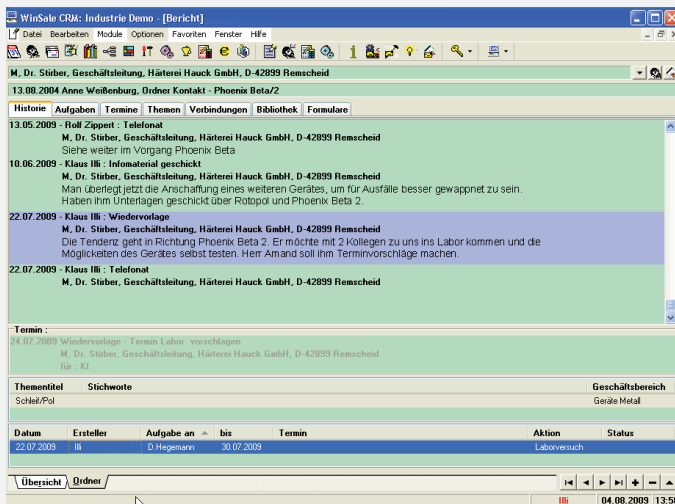 WinSale CRM: Industrie Demo - [Bericht]
Datei Bearbeiten Module Optionen Favoriten Fenster Hilfe
M, Dr. Stirber, Geschäftsleitung, Härterei Hauck GmbH, D-42899 Remscheid
13.08.2004 Anne Weißenburg, Ordner Kontakt - Phoenix Beta/2
Historie Aufgaben Termine Themen Verbindungen Bibliothek Formulare
13.05.2009 - Rolf Zippert : Telefonat
M, Dr. Stirber, Geschäftsleitung, Härterei Hauck GmbH, D-42899 Remscheid
Siehe weiter im Vorgang Phoenix Beta
10.06.2009 - Klaus Illi : Infomaterial geschickt
M, Dr. Stirber, Geschäftsleitung, Härterei Hauck GmbH, D-42899 Remscheid
Man überlegt jetzt die Anschaffung eines weiteren Gerätes, um für Ausfälle besser gewappnet zu sein.
Haben ihm Unterlagen geschickt über Rotopol und Phoenix Beta 2.
22.07.2009 - Klaus Illi : Wiedervorlage
M, Dr. Stirber, Geschäftsleitung, Härterei Hauck GmbH, D-42899 Remscheid
Die Tendenz geht in Richtung Phoenix Beta 2. Er möchte mit 2 Kollegen zu uns ins Labor kommen und die
Möglickeiten des Gerätes selbst testen. Herr Amand soll ihm Terminvorschläge machen.
22.07.2009 - Klaus Illi : Telefonat
M, Dr. Stirber, Geschäftsleitung, Härterei Hauck GmbH, D-42899 Remscheid
Termin :
24.07.2009 Wiedervorlage - Termin Labor vorschlagen
M, Dr. Stirber, Geschäftsleitung, Härterei Hauck GmbH, D-42899 Remscheid
für : KI
Thementitel Stichworte Geschäftsbereich
Schleif/Pol Geräte Metall
Datum Ersteller Aufgabe an bis Termin Aktion Status
22.07.2009 Illi D.Hegemann 30.07.2009 Laborversuch
Übersicht Ordner
Illi 04.08.2009 13:58